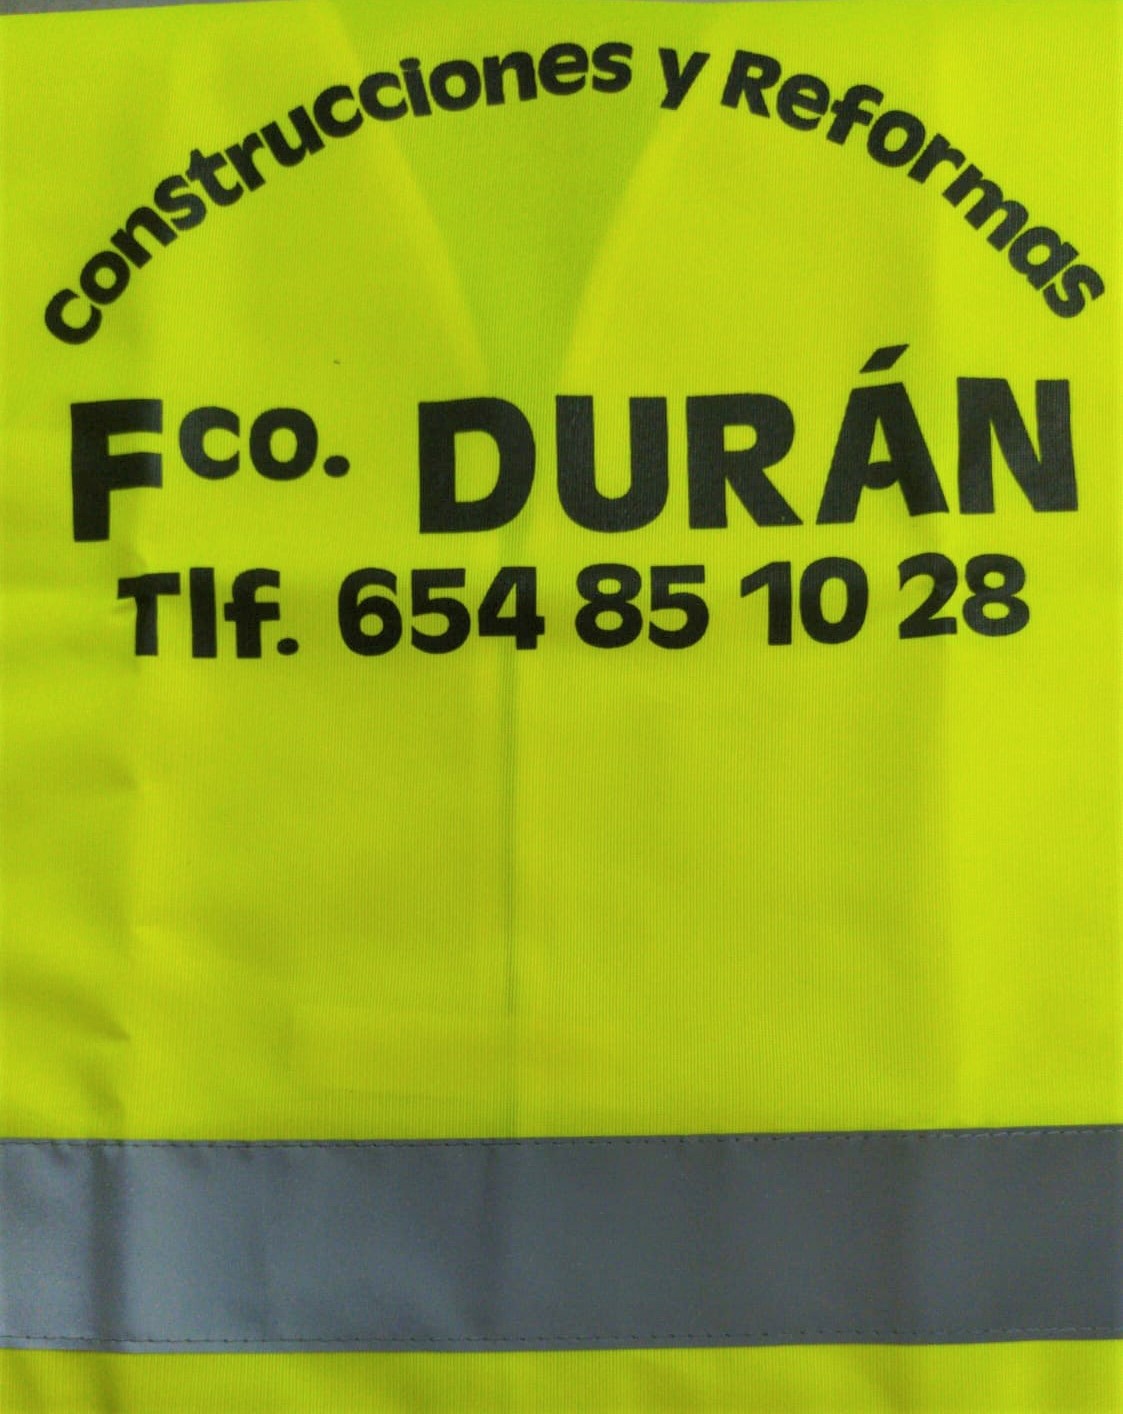 construcciones y Reformas
Fco. DURÁN
Tlf. 654 85 10 28